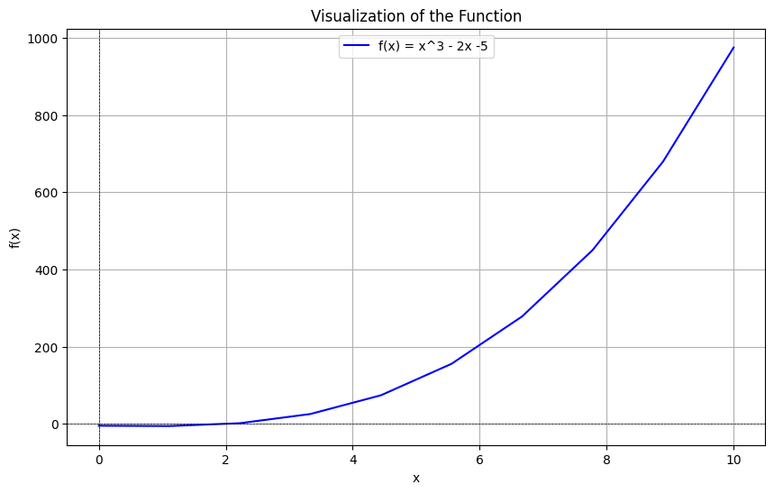 Visualization of the Function
f(x) = x^3 - 2x -5
1000
800
600
400
200
0
f(x)
0 2 4 6 8 10
x